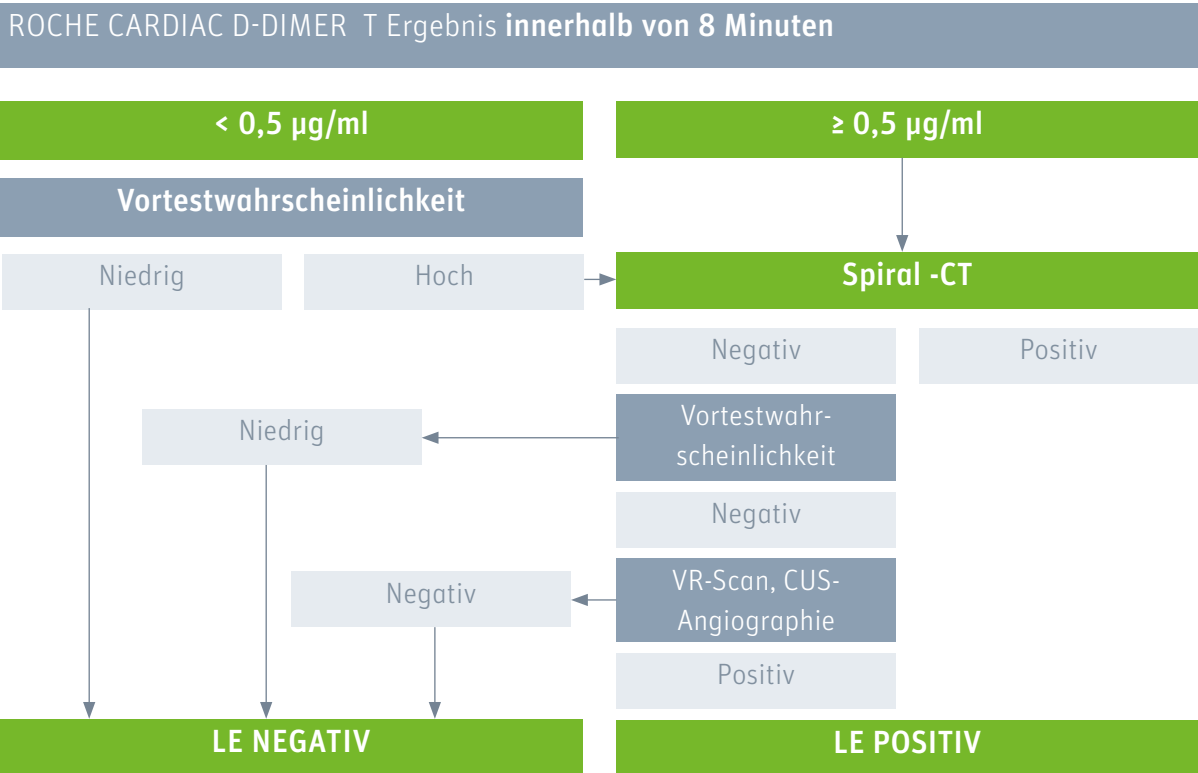 ROCHE CARDIAC D-DIMER T Ergebnis innerhalb von 8 Minuten
< 0,5 µg/ml
≥ 0,5 µg/ml
Vortestwahrscheinlichkeit
Niedrig
Hoch
Spiral -CT
Negativ
Positiv
Niedrig
Vortestwahr-
scheinlichkeit
Negativ
Negativ
VR-Scan, CUS-
Angiographie
Positiv
LE NEGATIV
LE POSITIV